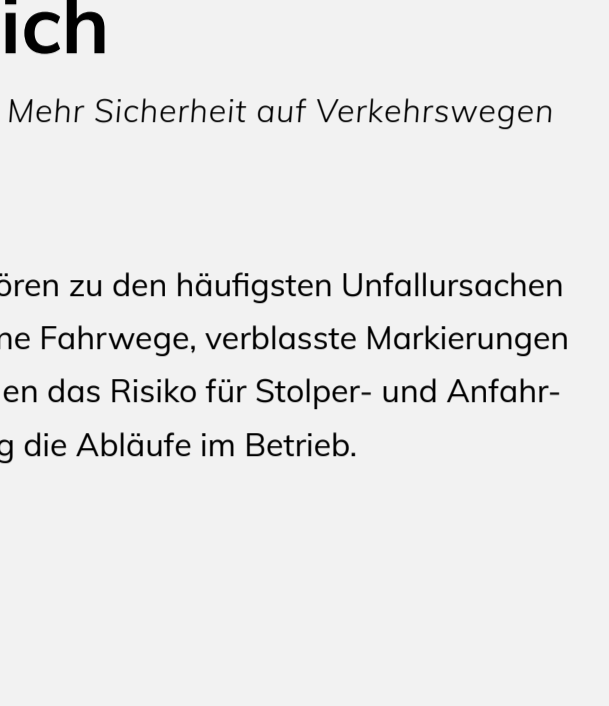 ich
Mehr Sicherheit auf Verkehrswegen
ören zu den häufigsten Unfallursachen
ne Fahrwege, verblasste Markierungen
en das Risiko für Stolper- und Anfahr-
g die Abläufe im Betrieb.